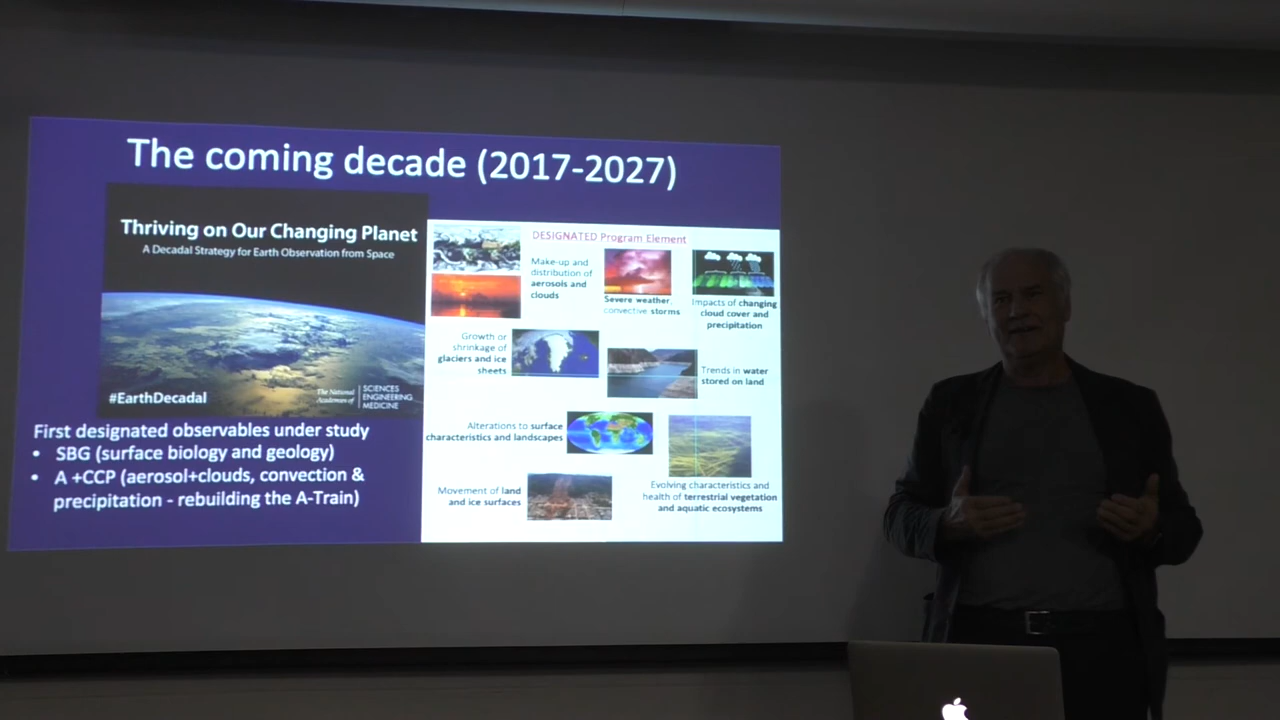 The coming decade (2017-2027)
Thriving on Our Changing Planet
A Decadal Strategy for Earth Observation from Space
#EarthDecadal
The National
Academies of
SCIENCES
ENGINEERING
MEDICINE
First designated observables under study
• SBG (surface biology and geology)
• A +CCP (aerosol+clouds, convection &
precipitation - rebuilding the A-Train)
DESIGNATED Program Element
Make-up and
distribution of
aerosols and
clouds
Severe weather,
convective storms
Impacts of changing
cloud cover and
precipitation
Growth or
shrinkage of
glaciers and ice
sheets
Trends in water
stored on land
Alterations to surface
characteristics and landscapes
Evolving characteristics and
health of terrestrial vegetation
and aquatic ecosystems
Movement of land
and ice surfaces